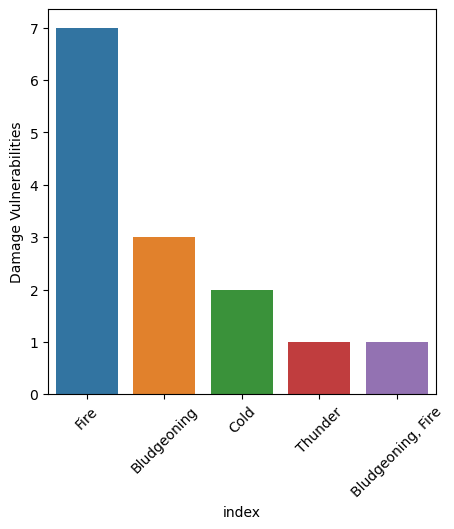 Damage Vulnerabilities
7
6
5
4
3
2
1
0
Fire
Bludgeoning
Cold
Thunder
Bludgeoning, Fire
index